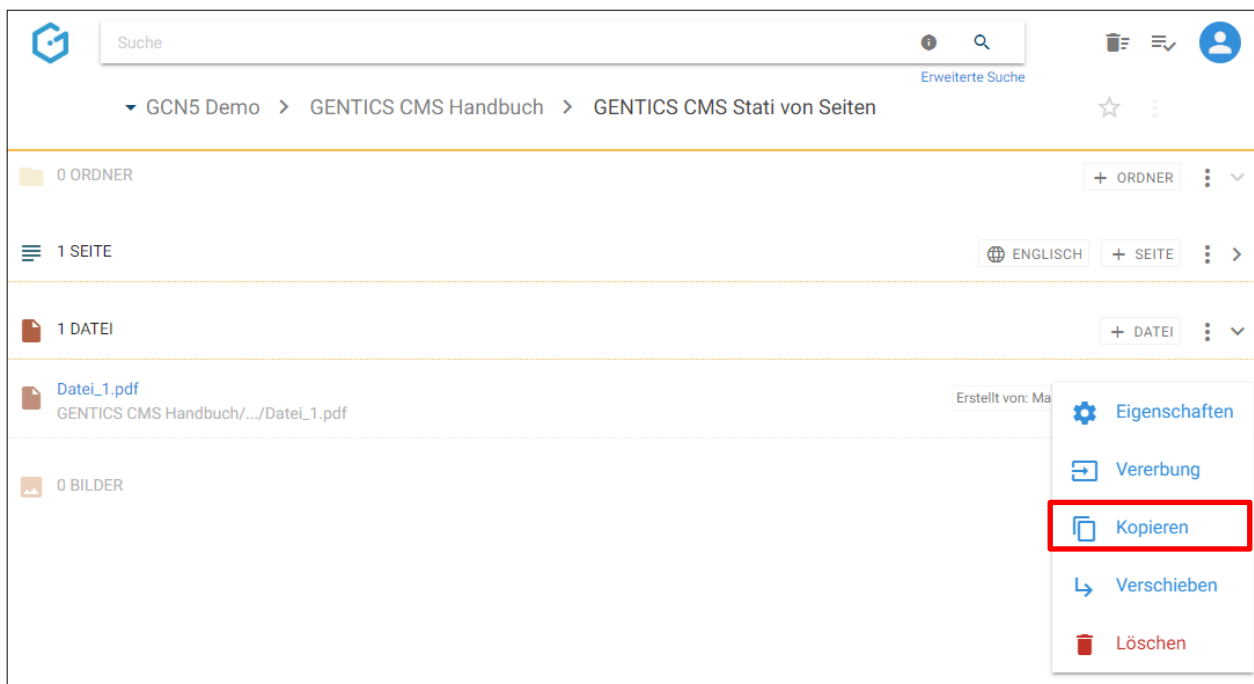 Suche
Erweiterte Suche
GCN5 Demo > GENTICS CMS Handbuch > GENTICS CMS Stati von Seiten
0 ORDNER
+ ORDNER
1 SEITE
ENGLISCH
+ SEITE
1 DATEI
+ DATEI
Datei_1.pdf
GENTICS CMS Handbuch/.../Datei_1.pdf
Erstellt von: Ma
Eigenschaften
Vererbung
0 BILDER
Kopieren
Verschieben
Löschen